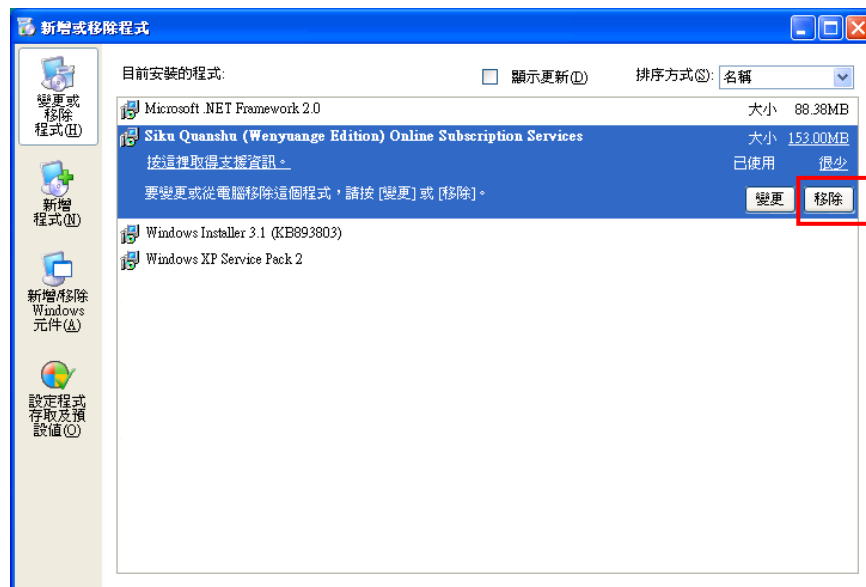 新增或移除程式
變更或
移除
程式(H)
新增
程式(N)
新增/移除
Windows
元件(A)
設定程式
存取及預
設值(O)
目前安裝的程式:
顯示更新(D)
排序方式(S): 名稱
Microsoft .NET Framework 2.0 大小 88.38MB
Siku Quanshu (Wenyuange Edition) Online Subscription Services 大小 153.00MB
按這裡取得支援資訊。 已使用 很少
要變更或從電腦移除這個程式，請按 [變更] 或 [移除]。 變更 移除
Windows Installer 3.1 (KB893803)
Windows XP Service Pack 2